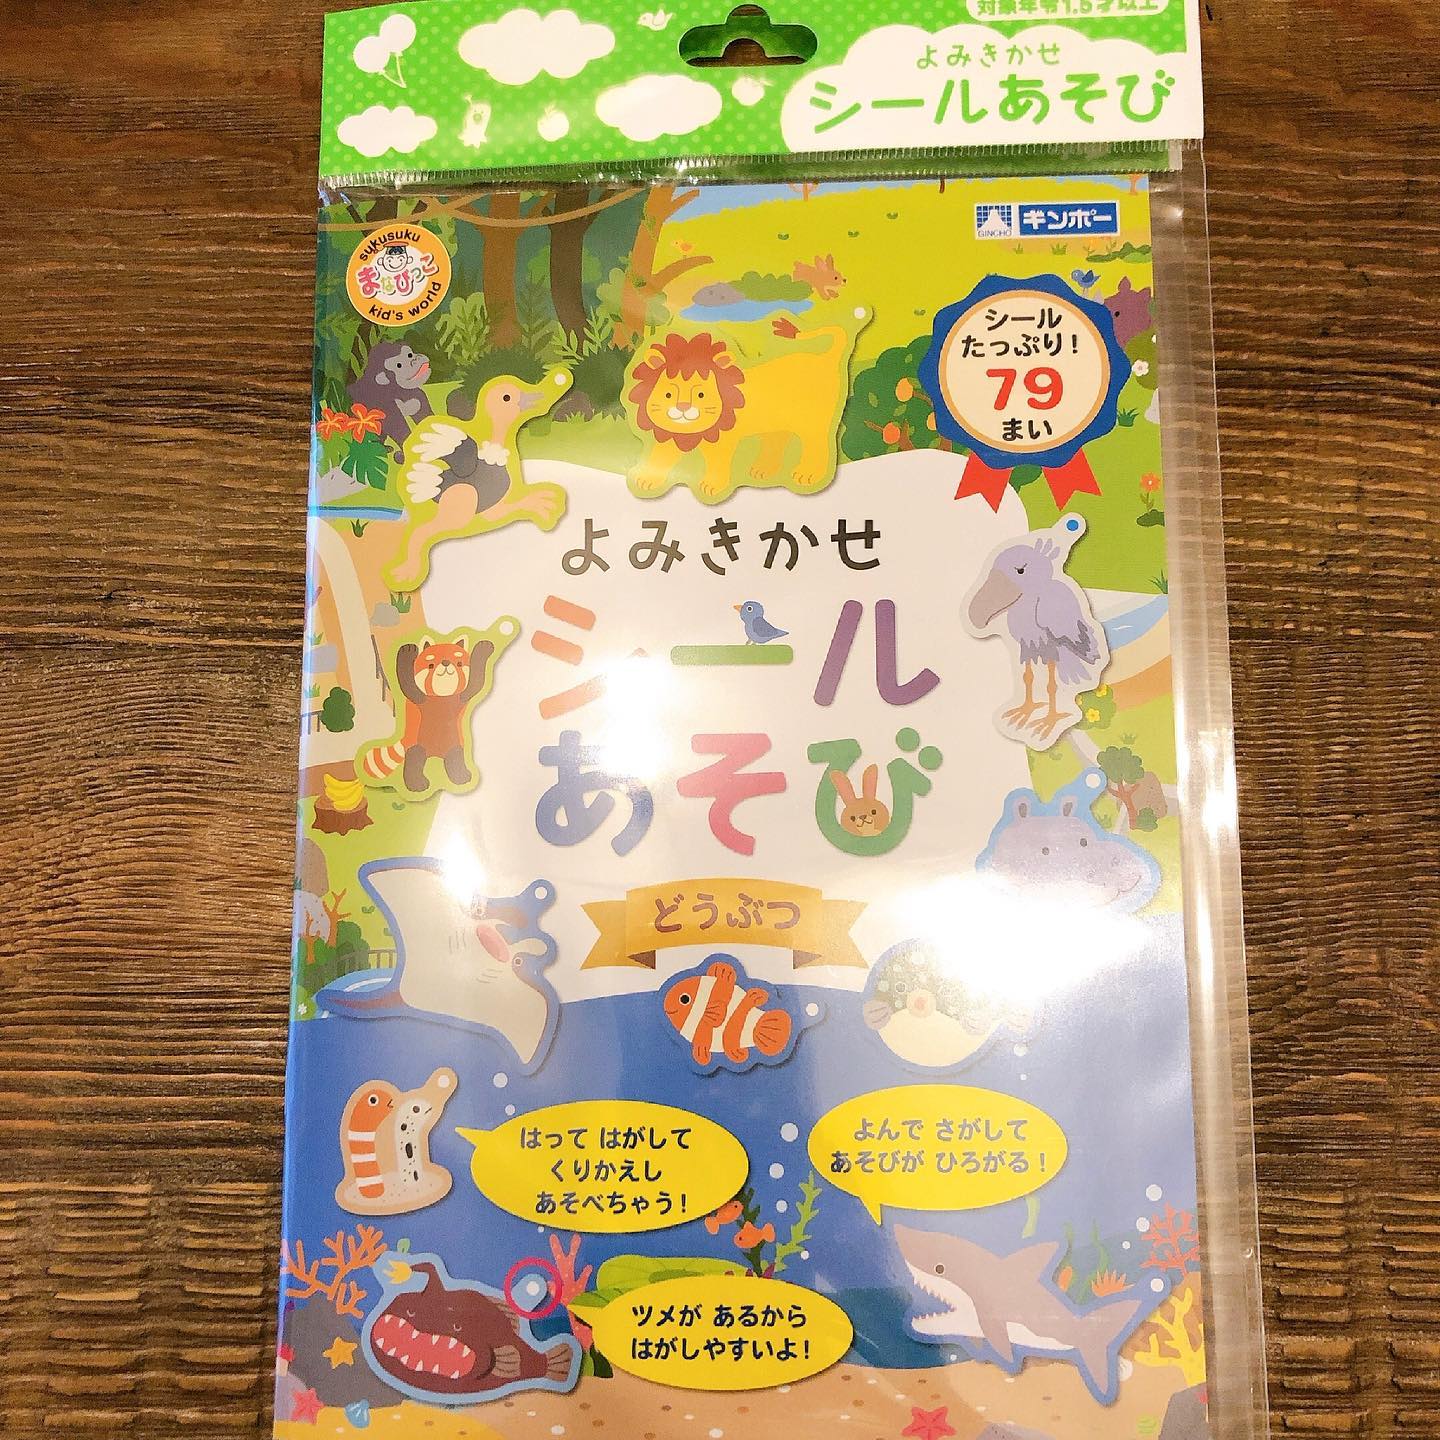 対象年令1.5才以上
よみきかせ
シールあそび
sukusuku
まなびっこ
kid's world
GINCHO
ギンポー
シール
たっぷり!
79
まい
よみきかせ
シール
あそび
どうぶつ
はって はがして
くりかえし
あそべちゃう!
よんで さがして
あそびが ひろがる!
ツメが あるから
はがしやすいよ!